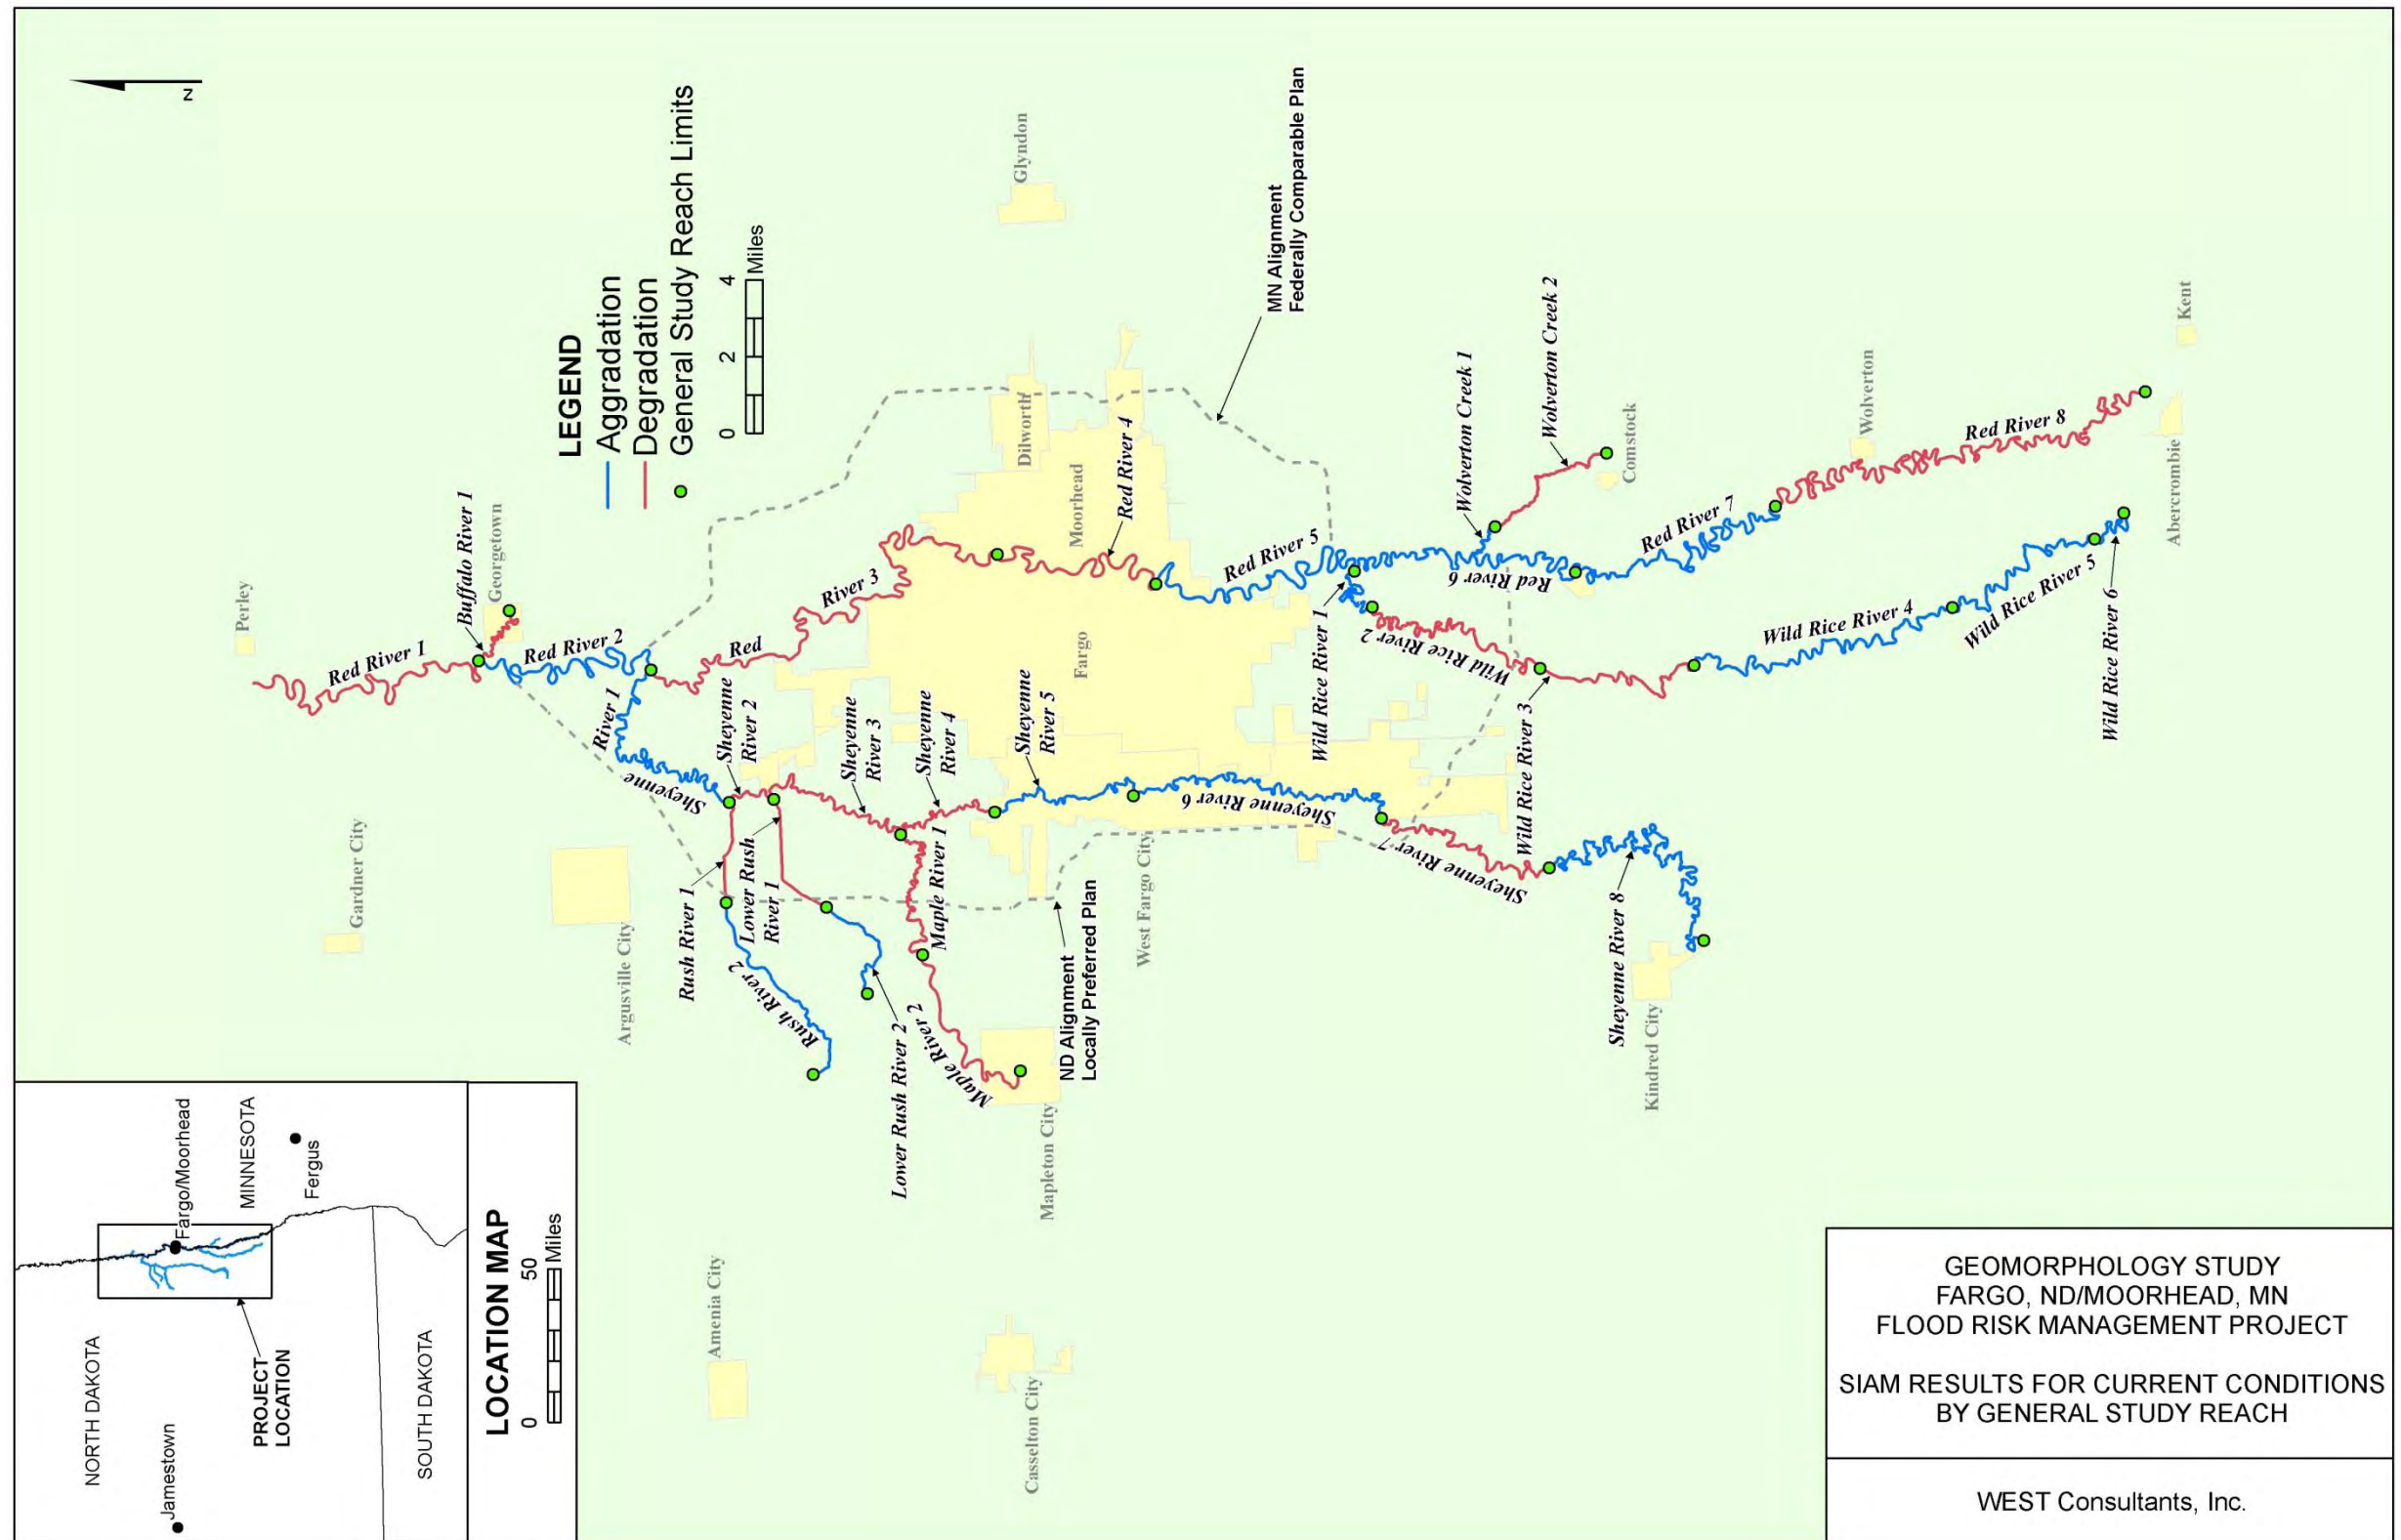 N
LEGEND
Aggradation
Degradation
General Study Reach Limits
0 2 4
Miles
MN Alignment
Federally Comparable Plan
ND Alignment
Locally Preferred Plan
Perley
Georgetown
Gardner City
Argusville City
Glyndon
Dilworth
Moorhead
Fargo
West Fargo City
Mapleton City
Amenia City
Casselton City
Kindred City
Comstock
Wolverton
Kent
Abercrombie
Red River 1
Buffalo River 1
Red River 2
Red
River 3
Red River 4
Red River 5
Red River 6
Red River 7
Red River 8
Wolverton Creek 1
Wolverton Creek 2
Wild Rice River 1
Wild Rice River 2
Wild Rice River 3
Wild Rice River 4
Wild Rice River 5
Wild Rice River 6
Sheyenne
River 1
Sheyenne
River 2
Sheyenne
River 3
Sheyenne
River 4
Sheyenne
River 5
Sheyenne River 6
Sheyenne River 7
Sheyenne River 8
Rush River 1
Rush River 2
Lower Rush
River 1
Lower Rush River 2
Maple River 1
Maple River 2
NORTH DAKOTA
SOUTH DAKOTA
MINNESOTA
Jamestown
Fargo/Moorhead
Fergus
PROJECT
LOCATION
LOCATION MAP
0 50
Miles
GEOMORPHOLOGY STUDY
FARGO, ND/MOORHEAD, MN
FLOOD RISK MANAGEMENT PROJECT
SIAM RESULTS FOR CURRENT CONDITIONS
BY GENERAL STUDY REACH
WEST Consultants, Inc.